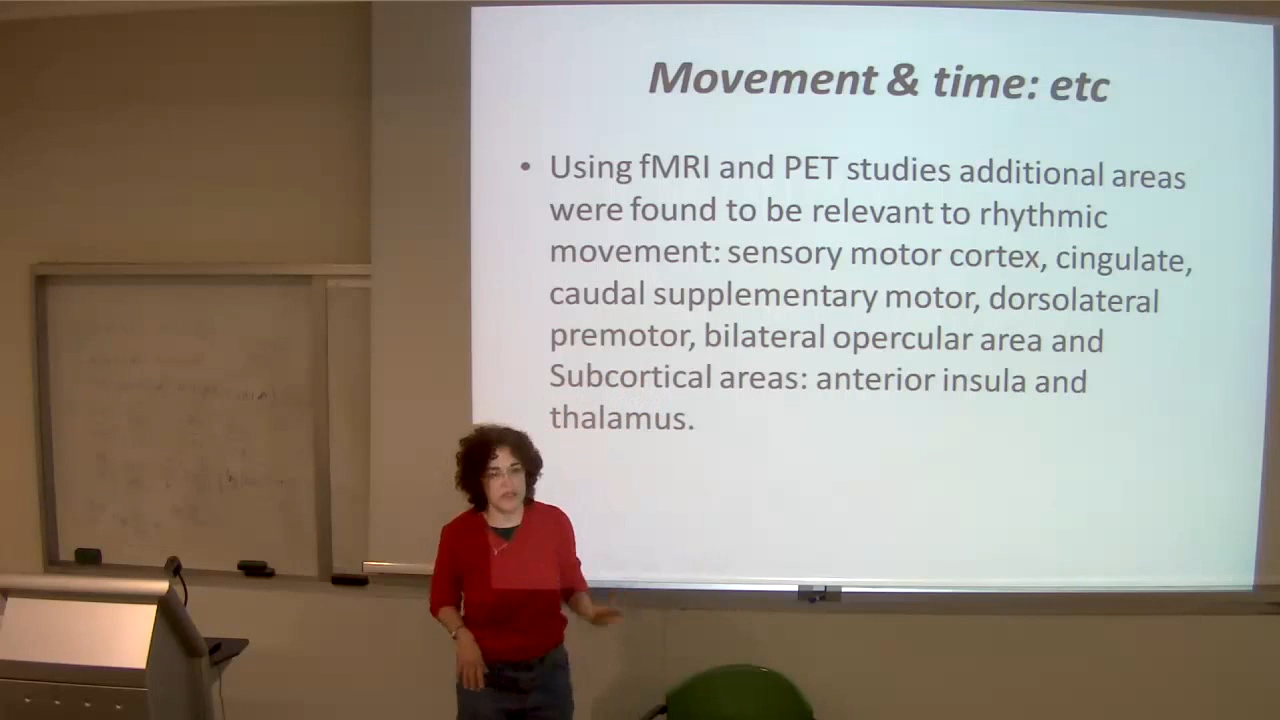 Movement & time: etc
• Using fMRI and PET studies additional areas
were found to be relevant to rhythmic
movement: sensory motor cortex, cingulate,
caudal supplementary motor, dorsolateral
premotor, bilateral opercular area and
Subcortical areas: anterior insula and
thalamus.